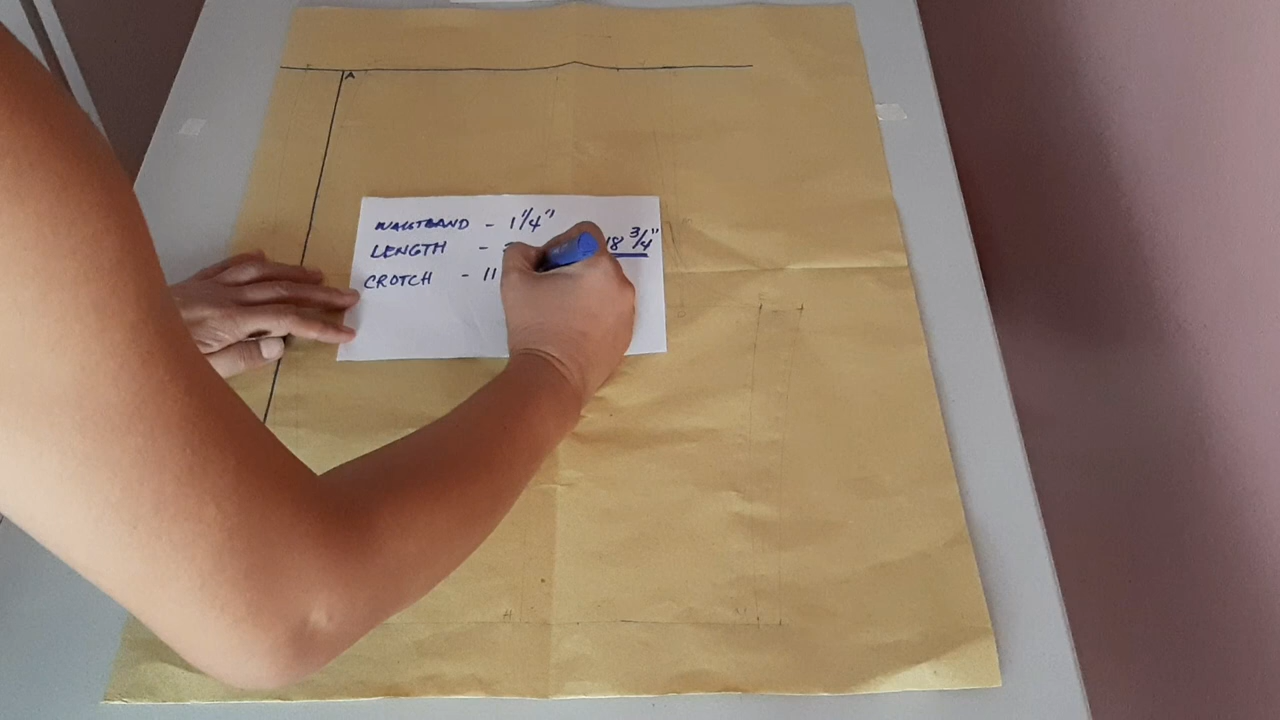 A
WAISTBAND - 1 1/4"
LENGTH - 18 3/4"
CROTCH - 11
H